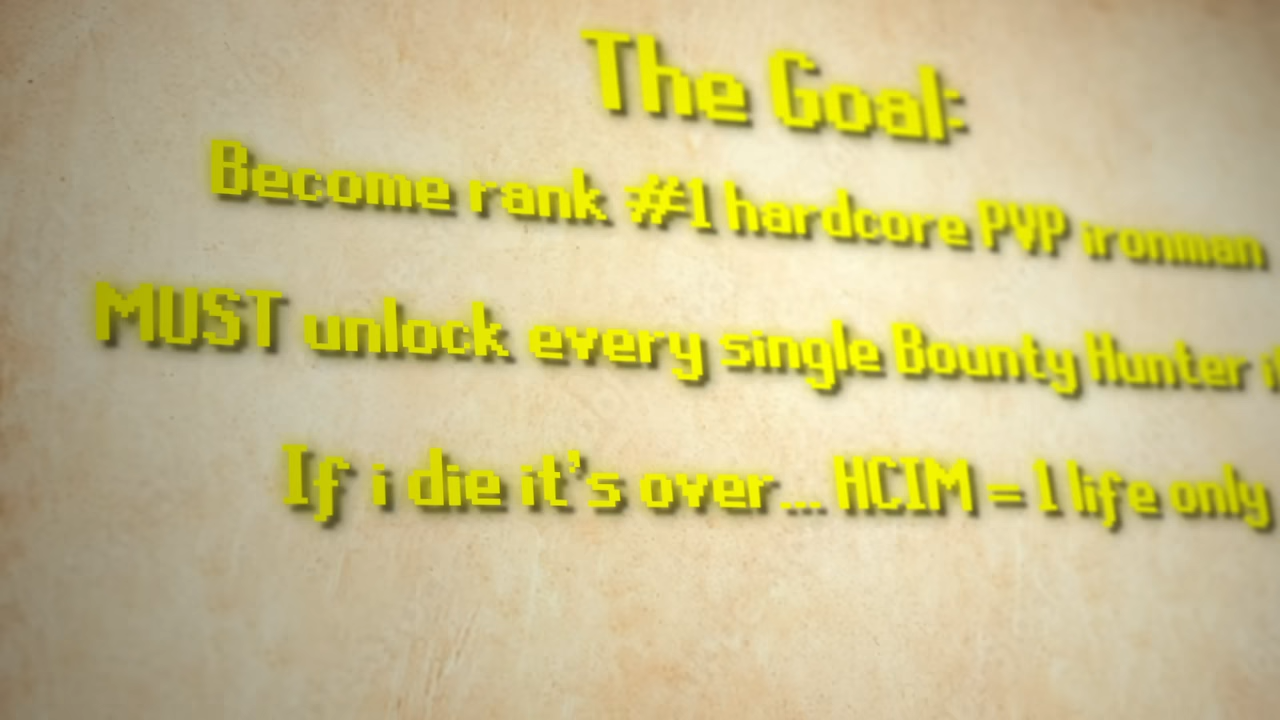 The Goal:
Become rank #1 hardcore PVP ironman
MUST unlock every single Bounty Hunter
If i die it's over... HCIM = 1 life only